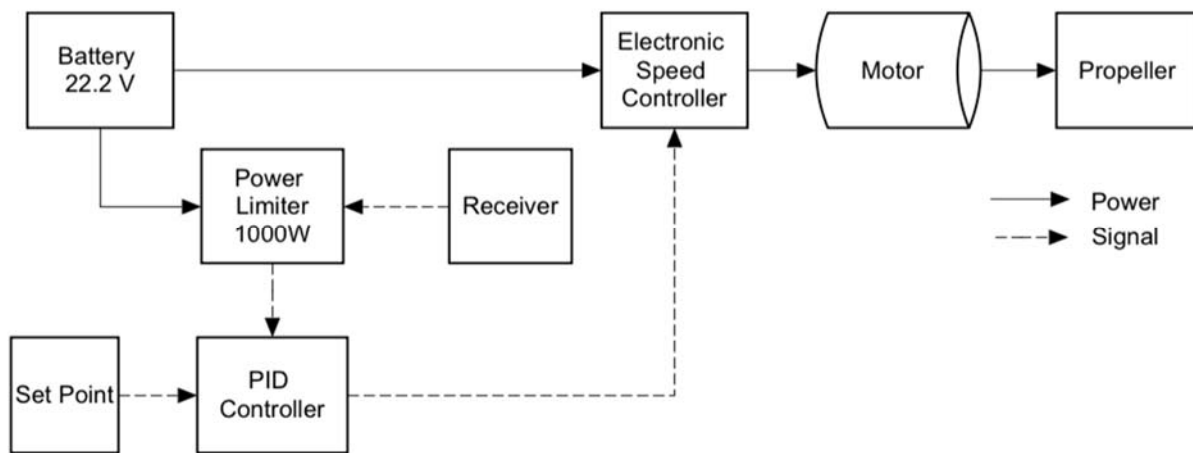 Battery
22.2 V
Electronic
Speed
Controller
Motor
Propeller
Power
Limiter
1000W
Receiver
Power
Signal
Set Point
PID
Controller